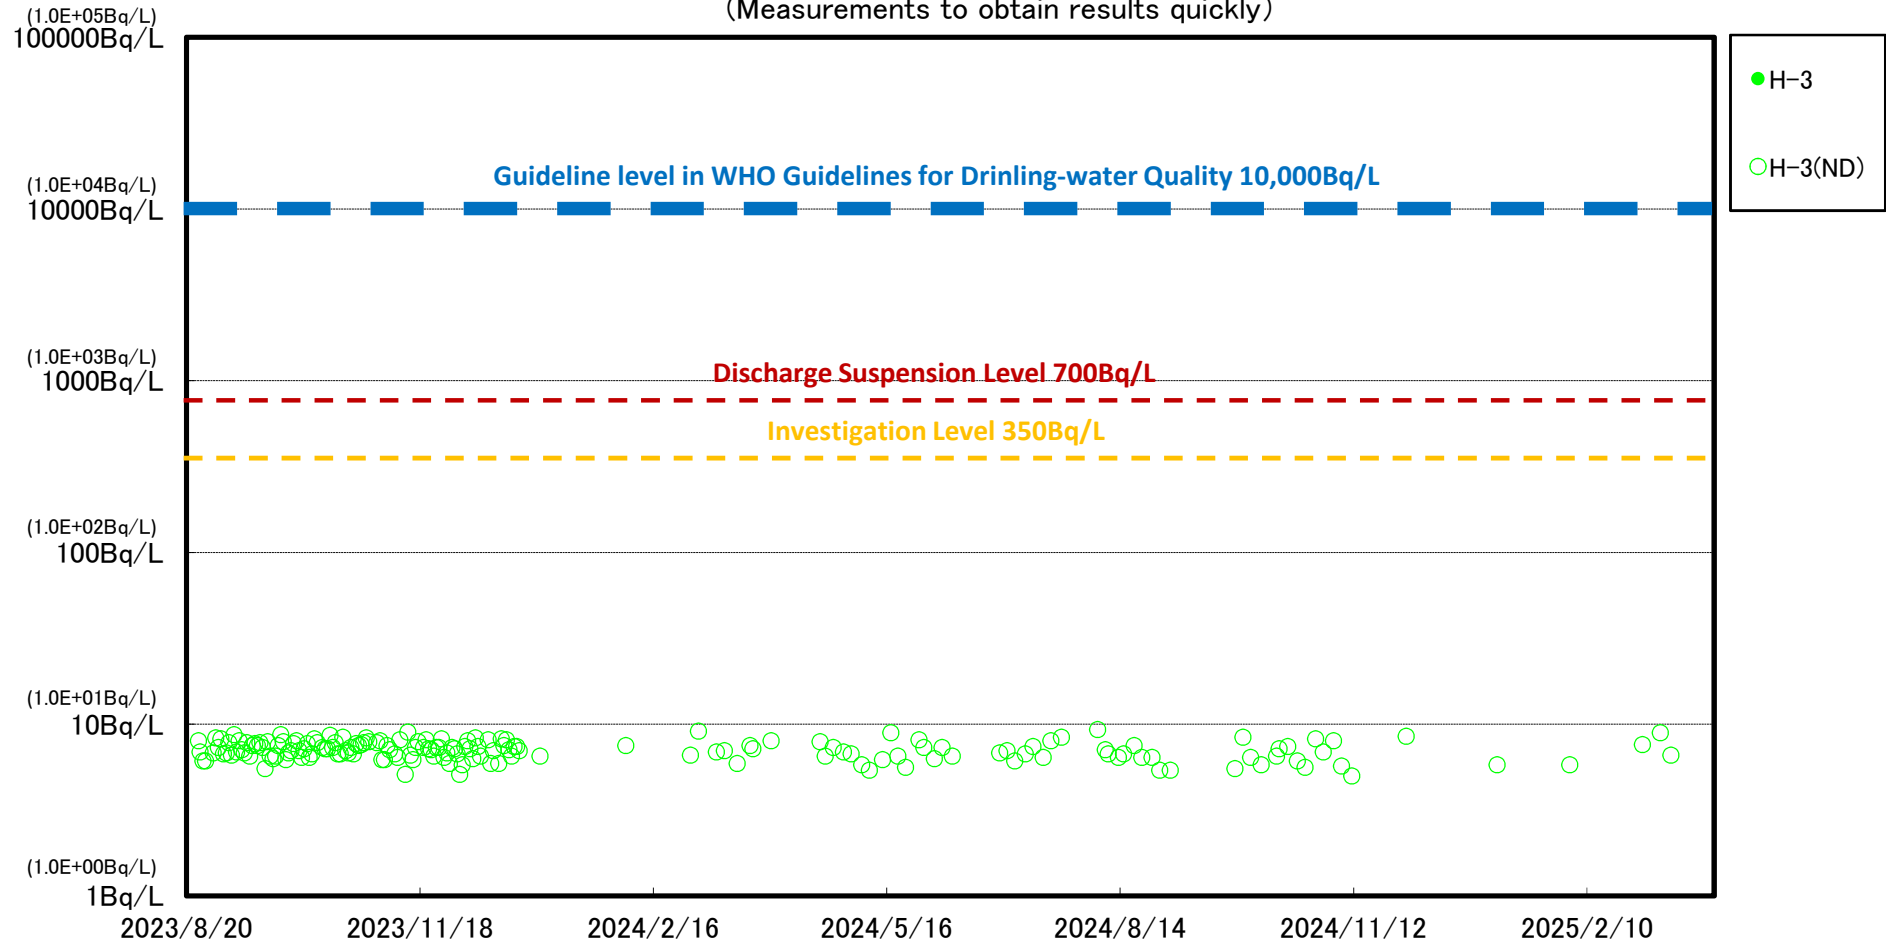 (Measurements to obtain results quickly)
(1.0E+05Bq/L)
100000Bq/L
H-3
H-3(ND)
Guideline level in WHO Guidelines for Drinling-water Quality 10,000Bq/L
(1.0E+04Bq/L)
10000Bq/L
(1.0E+03Bq/L)
1000Bq/L
Discharge Suspension Level 700Bq/L
Investigation Level 350Bq/L
(1.0E+02Bq/L)
100Bq/L
(1.0E+01Bq/L)
10Bq/L
(1.0E+00Bq/L)
1Bq/L
2023/8/20 2023/11/18 2024/2/16 2024/5/16 2024/8/14 2024/11/12 2025/2/10